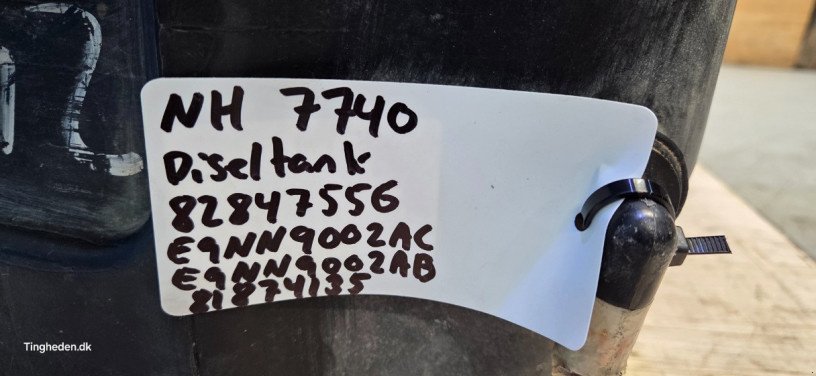 NH 7740
Diseltank
82847556
E9NN9002AC
E9NN9002AB
81874135
Tingheden.dk